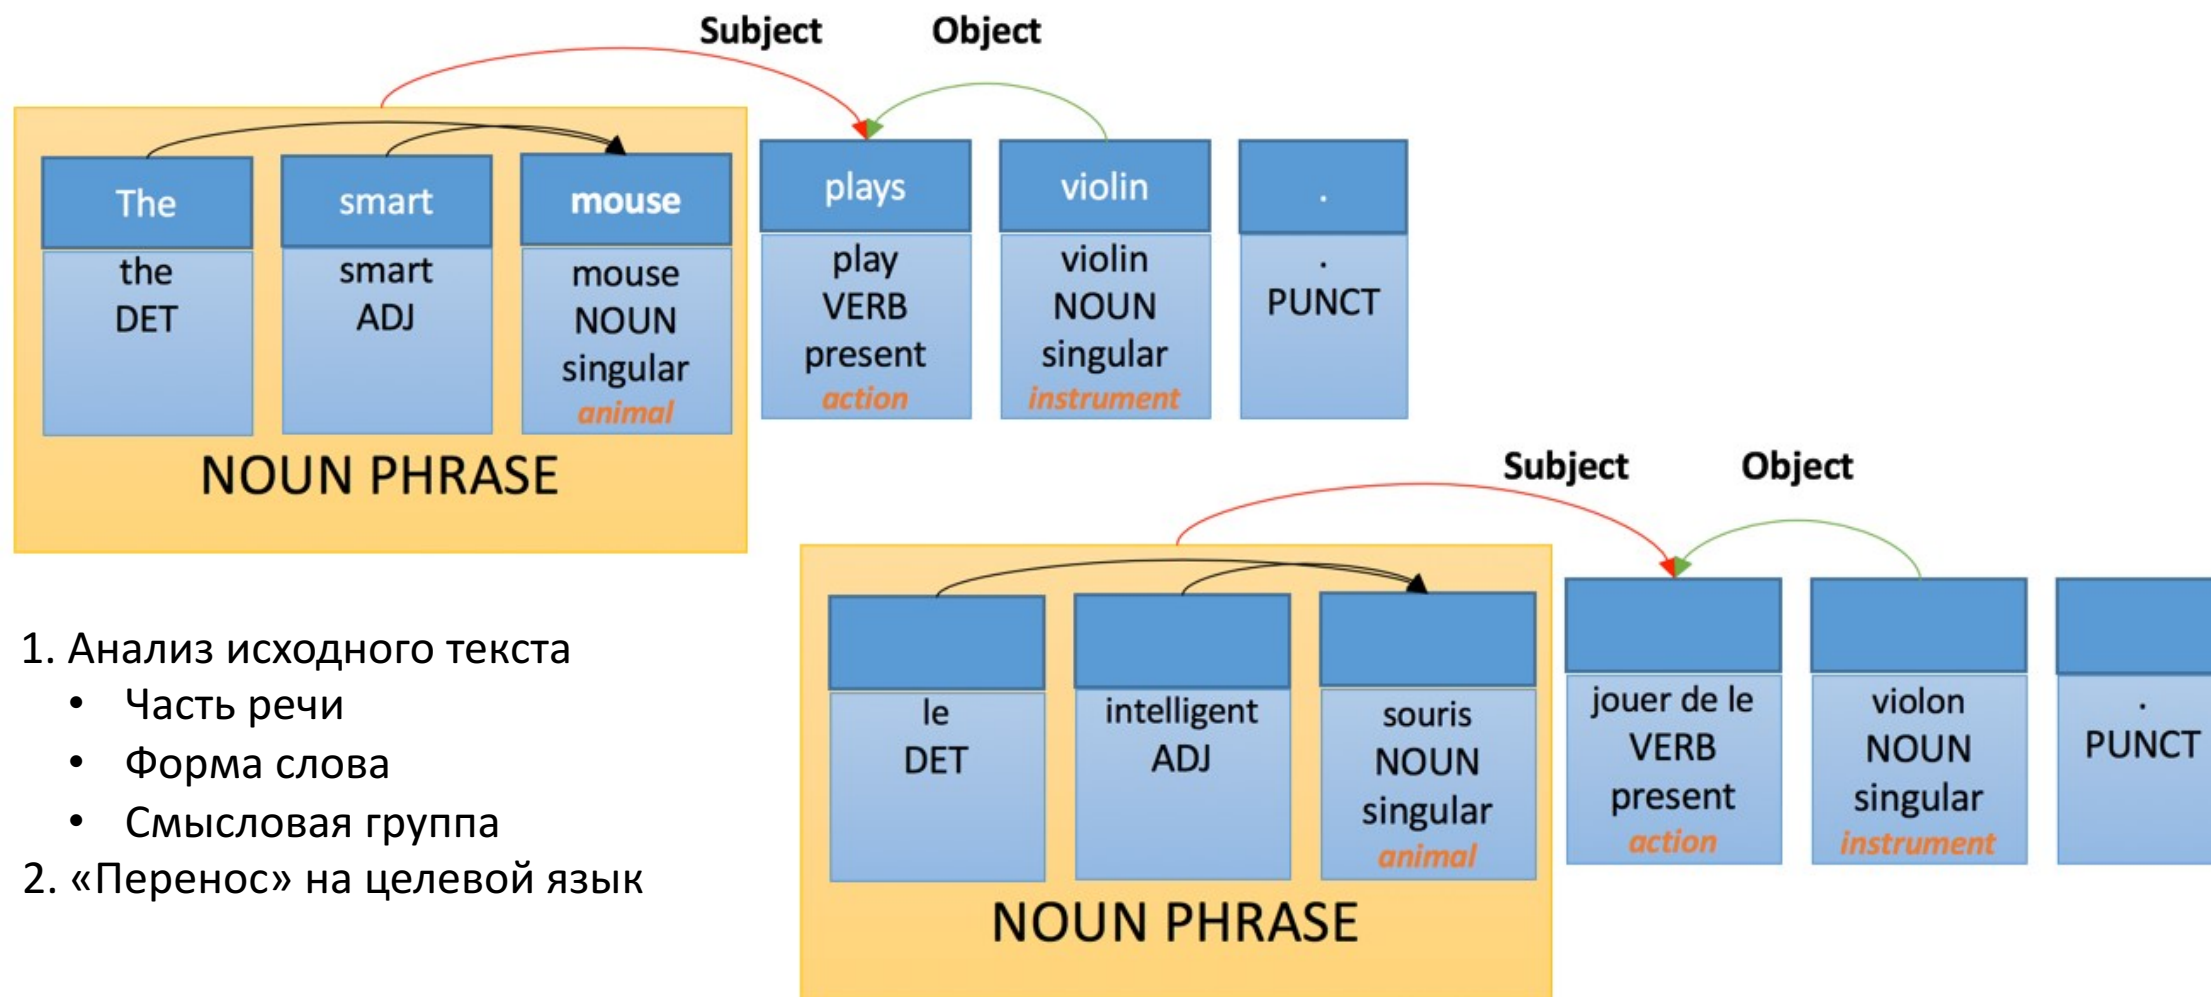 Subject Object
The smart mouse plays violin .
the smart mouse play violin .
DET ADJ NOUN VERB NOUN PUNCT
singular present singular
animal action instrument
NOUN PHRASE
Subject Object
le intelligent souris jouer de le violon .
DET ADJ NOUN VERB NOUN PUNCT
singular present singular
animal action instrument
NOUN PHRASE
1. Анализ исходного текста
• Часть речи
• Форма слова
• Смысловая группа
2. «Перенос» на целевой язык